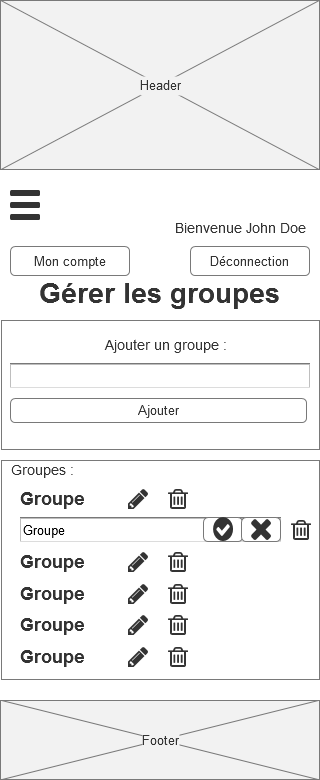 Header
Bienvenue John Doe
Mon compte
Déconnection
Gérer les groupes
Ajouter un groupe :
Ajouter
Groupes :
Groupe
Groupe
Groupe
Groupe
Groupe
Groupe
Footer